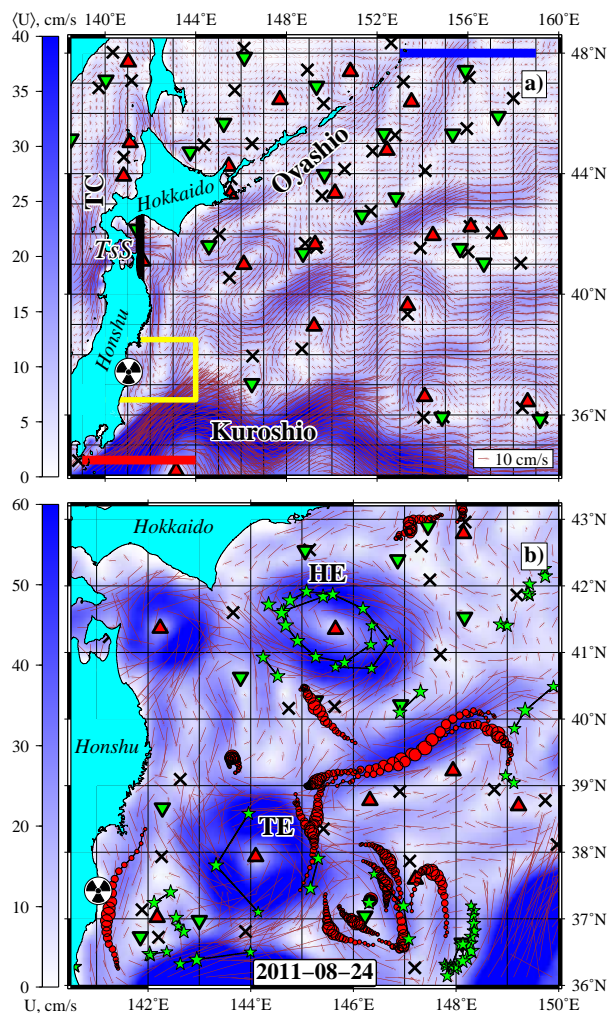 ⟨U⟩, cm/s
140°E 144°E 148°E 152°E 156°E 160°E
40
35
30
25
20
15
10
5
0
48°N
44°N
40°N
36°N
a)
TC
Hokkaido
Oyashio
TsS
Honshu
Kuroshio
10 cm/s
60
50
40
30
20
10
0
U, cm/s
43°N
42°N
41°N
40°N
39°N
38°N
37°N
36°N
b)
Hokkaido
HE
Honshu
TE
2011−08−24
142°E 144°E 146°E 148°E 150°E